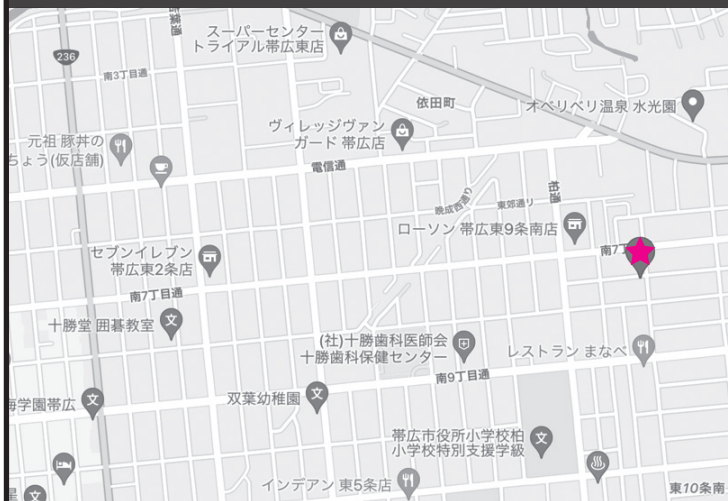 スーパーセンター
トライアル帯広東店
236
南3丁目通
依田町
オベリベリ温泉 水光園
ヴィレッジヴァン
ガード 帯広店
元祖 豚丼の
ちょう(仮店舗)
電信通
柏通
晩成西通り
東郊通リ
ローソン 帯広東9条南店
南7丁
セブンイレブン
帯広東2条店
南7丁目通
十勝堂 囲碁教室
(社)十勝歯科医師会
十勝歯科保健センター
レストラン まなべ
南9丁目通
海学園帯広
双葉幼稚園
帯広市役所小学校柏
小学校特別支援学級
インデアン 東5条店
東10条南